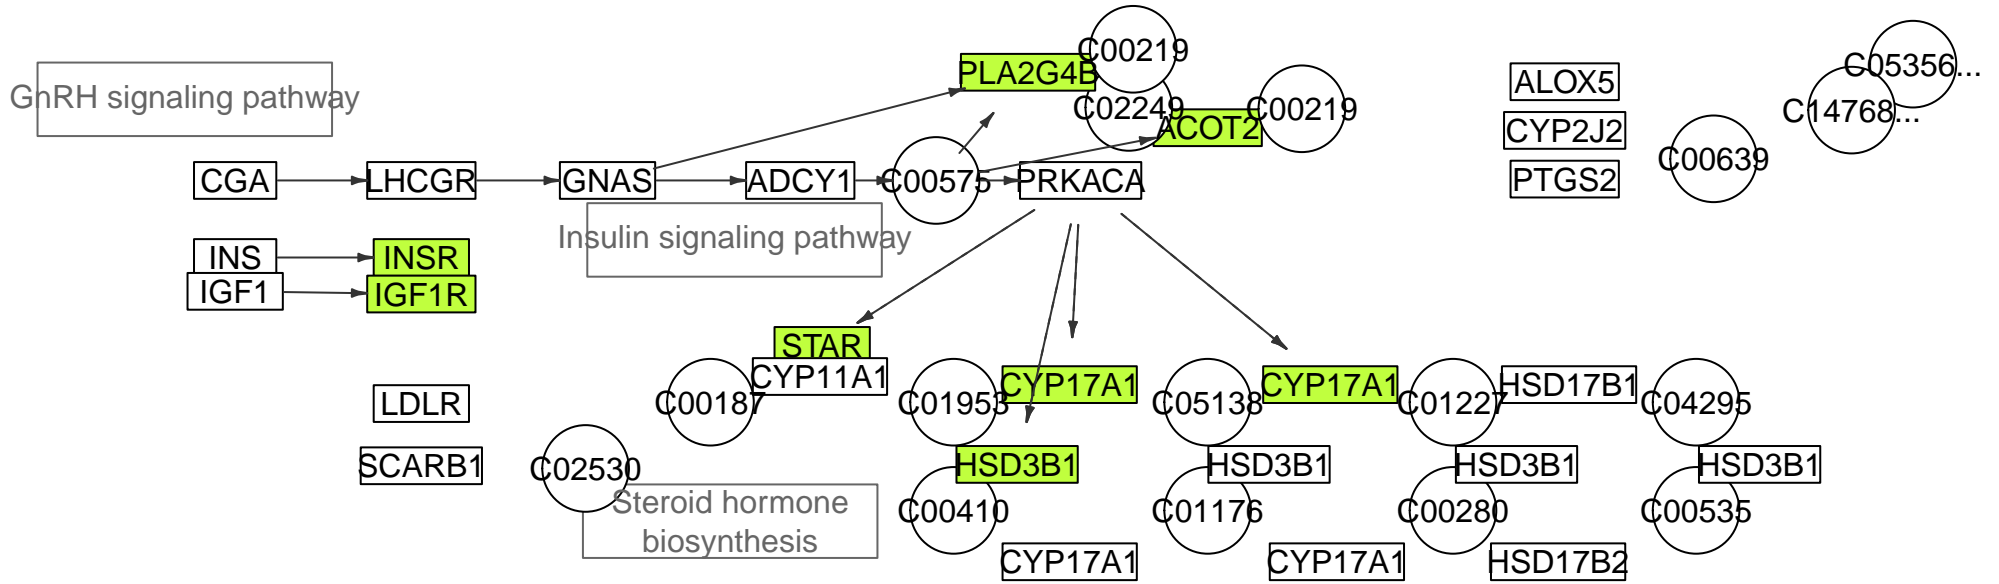 C00219
C05356...
PLA2G4B
ALOX5
GnRH signaling pathway
C02249
ACOT2
C00219
C14768...
CYP2J2
C00639
CGA
LHCGR
GNAS
ADCY1
C00575
PRKACA
PTGS2
Insulin signaling pathway
INS
INSR
IGF1
IGF1R
STAR
CYP11A1
CYP17A1
CYP17A1
HSD17B1
LDLR
C00187
C01953
C05138
C01227
C04295
SCARB1
C02530
HSD3B1
HSD3B1
HSD3B1
HSD3B1
Steroid hormone
biosynthesis
C00410
C01176
C00280
C00535
CYP17A1
CYP17A1
HSD17B2